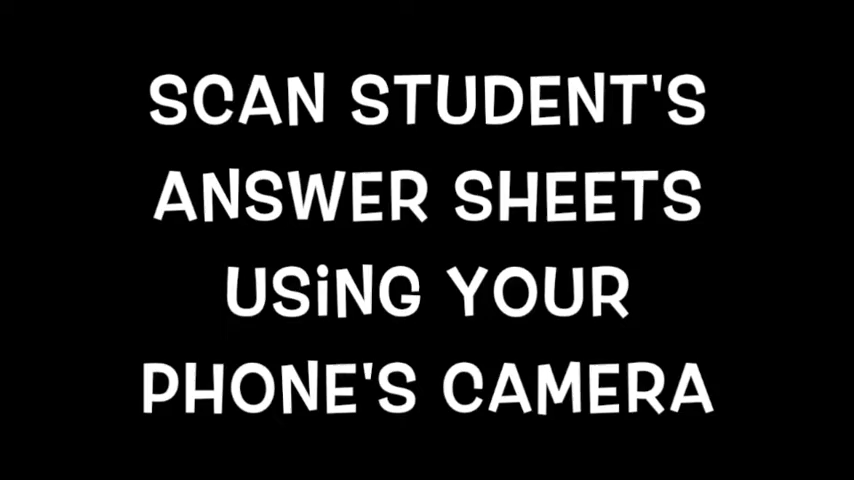 SCAN STUDENT'S
ANSWER SHEETS
USiNG YOUR
PHONE'S CAMERA